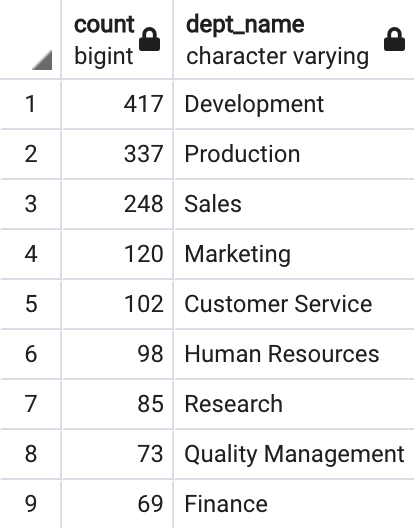 count dept_name
bigint character varying
1 417 Development
2 337 Production
3 248 Sales
4 120 Marketing
5 102 Customer Service
6 98 Human Resources
7 85 Research
8 73 Quality Management
9 69 Finance